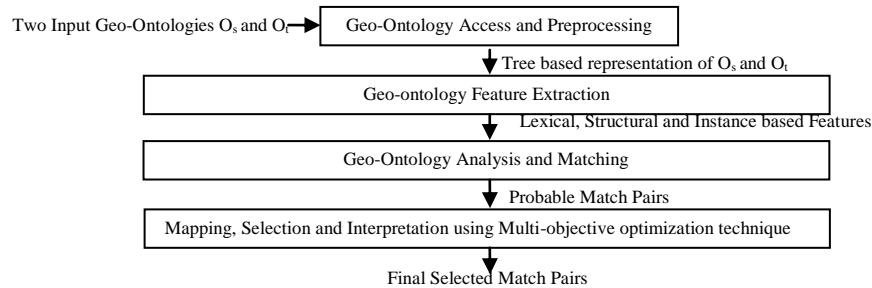 Two Input Geo-Ontologies Os and Ot
Geo-Ontology Access and Preprocessing
Tree based representation of Os and Ot
Geo-ontology Feature Extraction
Lexical, Structural and Instance based Features
Geo-Ontology Analysis and Matching
Probable Match Pairs
Mapping, Selection and Interpretation using Multi-objective optimization technique
Final Selected Match Pairs